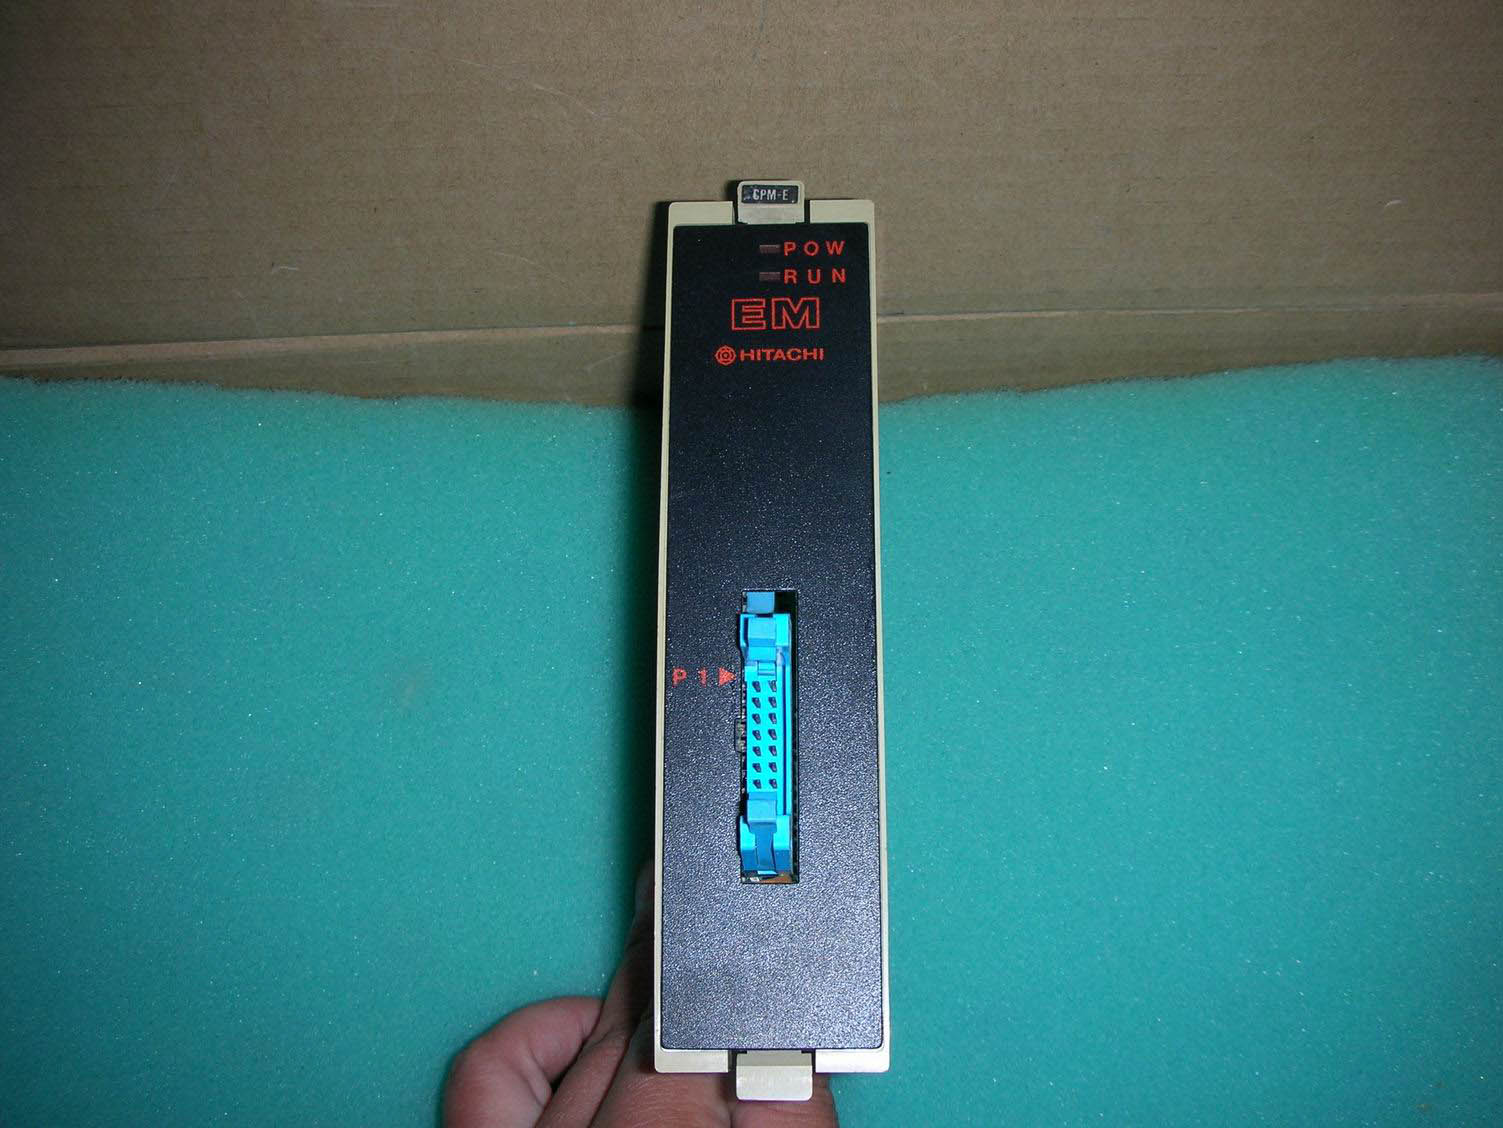 CPM-E
POW
RUN
EM
HITACHI
P1